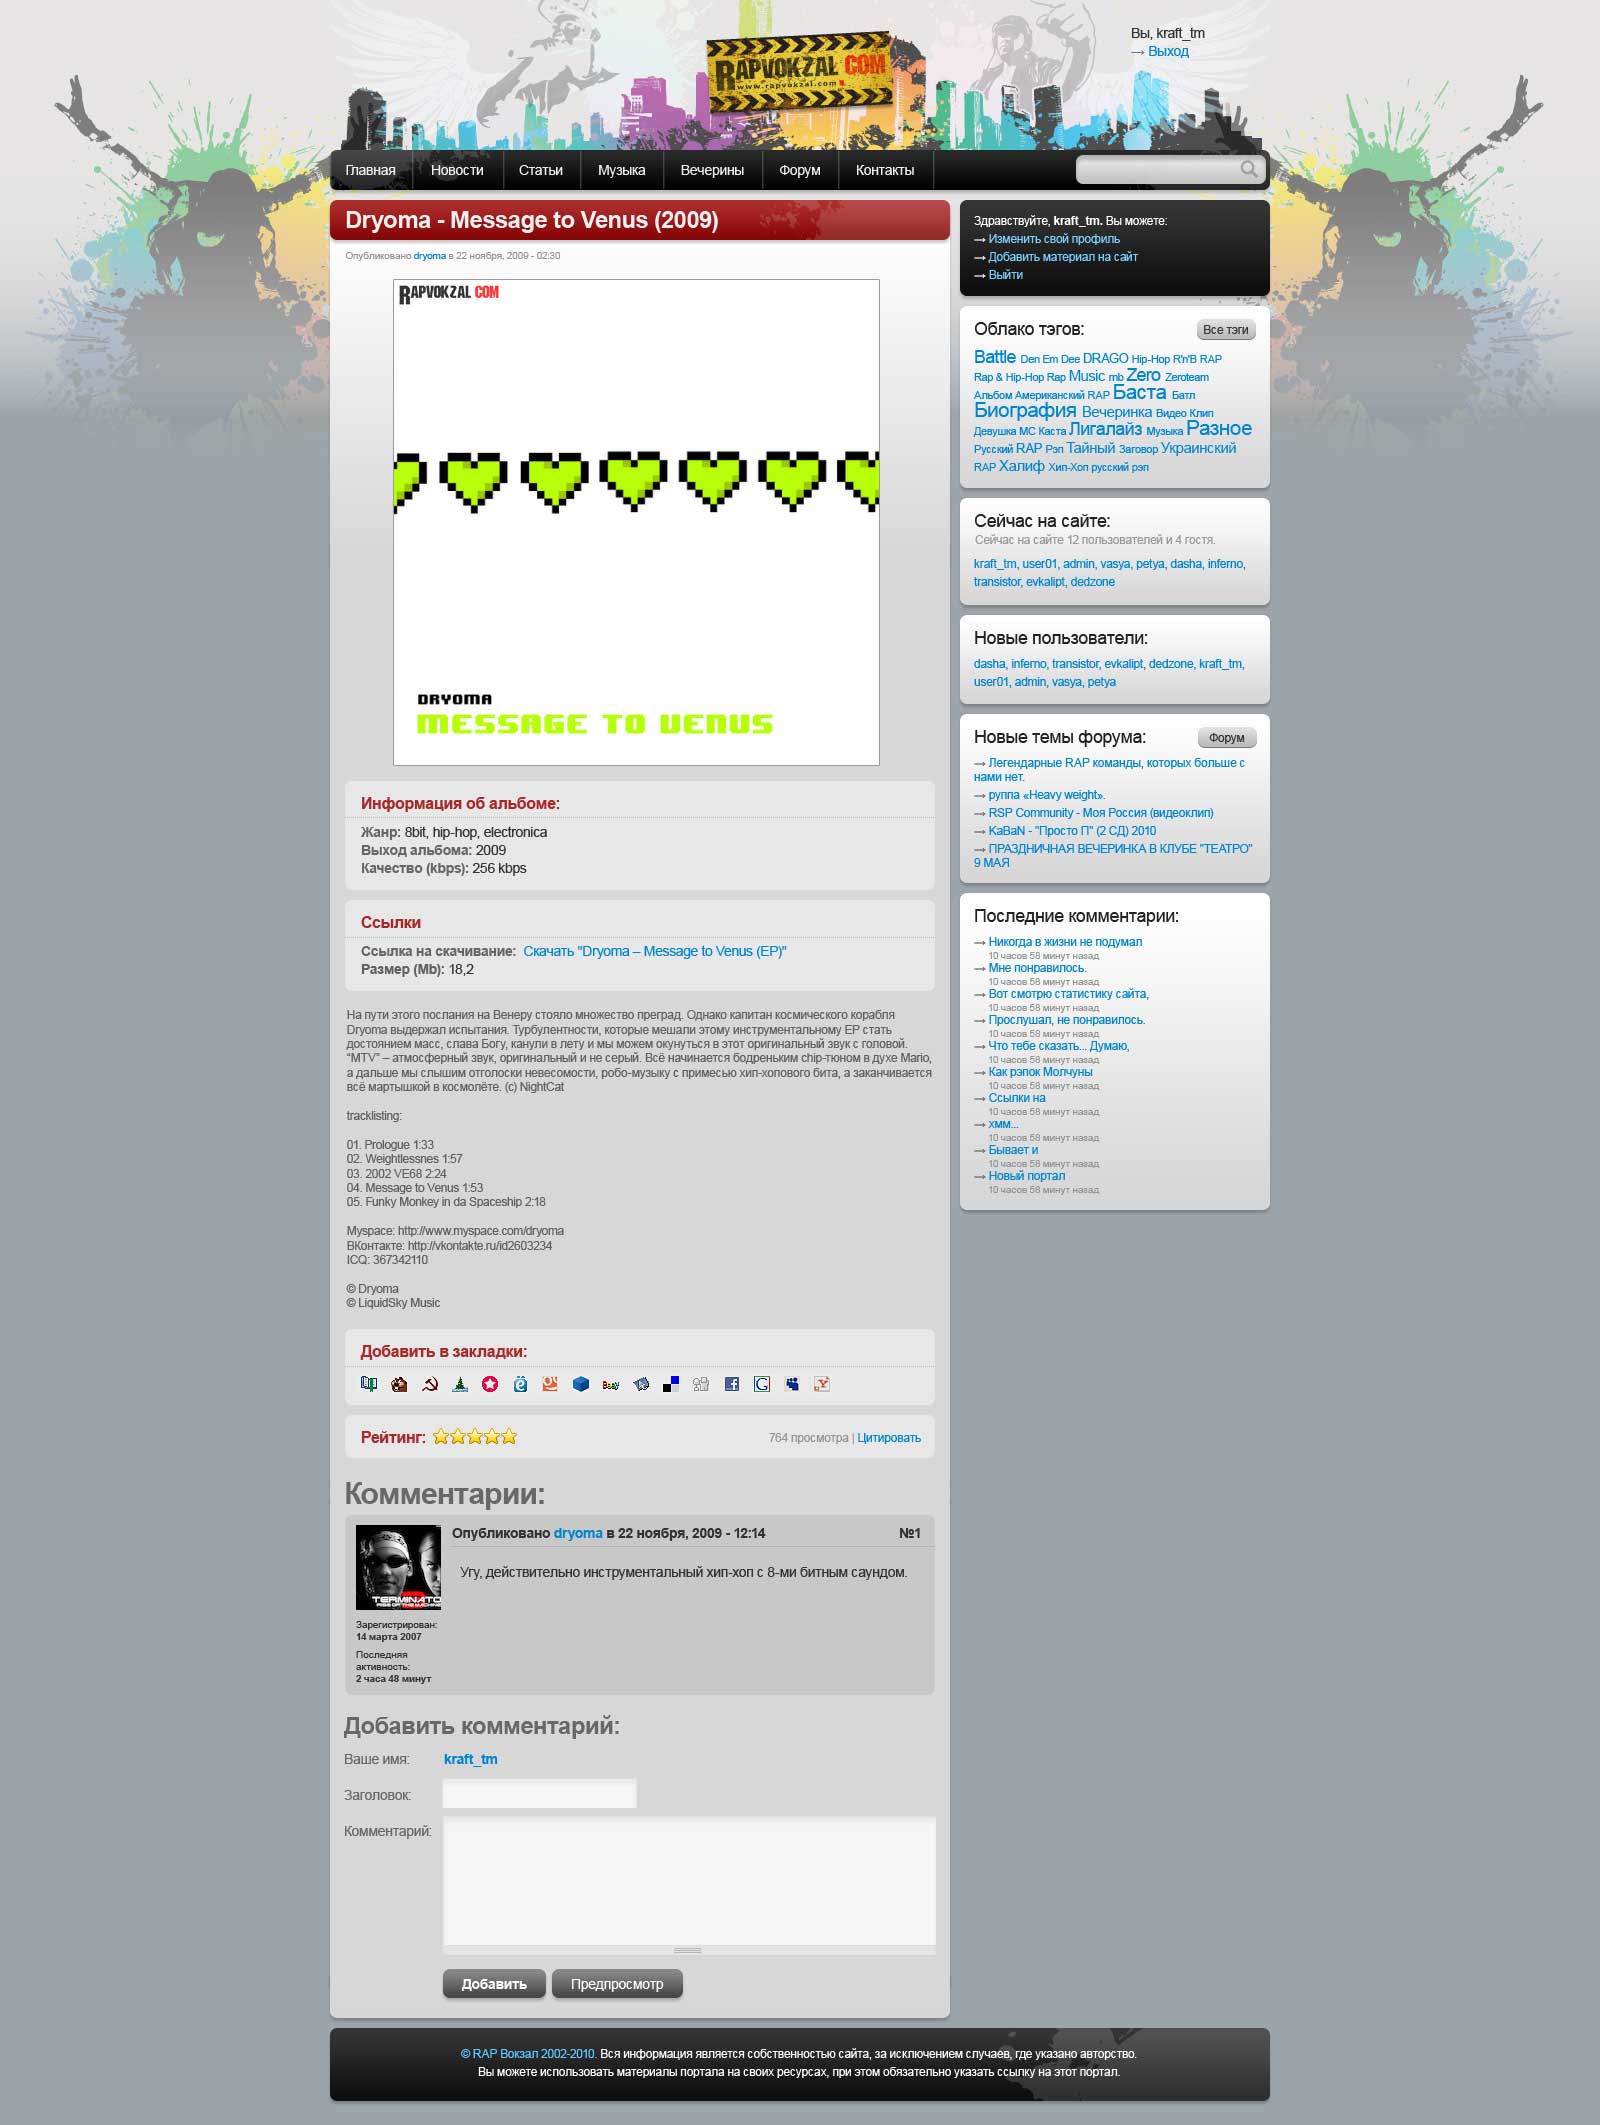 Вы, kraft_tm
→ Выход
RAPVOKZAL COM
www.rapvokzal.com
Главная Новости Статьи Музыка Вечерины Форум Контакты
Dryoma - Message to Venus (2009)
Опубликовано dryoma в 22 ноября, 2009 - 02:30
RAPVOKZAL COM
DRYOMA
MESSAGE TO VENUS
Информация об альбоме:
Жанр: 8bit, hip-hop, electronica
Выход альбома: 2009
Качество (kbps): 256 kbps
Ссылки
Ссылка на скачивание: Скачать "Dryoma – Message to Venus (EP)"
Размер (Mb): 18,2
На пути этого послания на Венеру стояло множество преград. Однако капитан космического корабля
Dryoma выдержал испытания. Турбулентности, которые мешали этому инструментальному EP стать
достоянием масс, слава Богу, канули в лету и мы можем окунуться в этот оригинальный звук с головой.
“MTV” – атмосферный звук, оригинальный и не серый. Всё начинается бодреньким chip-тюном в духе Mario,
а дальше мы слышим отголоски невесомости, робо-музыку с примесью хип-хопового бита, а заканчивается
всё мартышкой в космолёте. (c) NightCat
tracklisting:
01. Prologue 1:33
02. Weightlessnes 1:57
03. 2002 VE68 2:24
04. Message to Venus 1:53
05. Funky Monkey in da Spaceship 2:18
Myspace: http://www.myspace.com/dryoma
ВКонтакте: http://vkontakte.ru/id2603234
ICQ: 367342110
© Dryoma
© LiquidSky Music
Добавить в закладки:
Рейтинг:
764 просмотра | Цитировать
Комментарии:
Опубликовано dryoma в 22 ноября, 2009 - 12:14 №1
Угу, действительно инструментальный хип-хоп с 8-ми битным саундом.
Зарегистрирован:
14 марта 2007
Последняя
активность:
2 часа 48 минут
Добавить комментарий:
Ваше имя: kraft_tm
Заголовок:
Комментарий:
Добавить Предпросмотр
Здравствуйте, kraft_tm. Вы можете:
→ Изменить свой профиль
→ Добавить материал на сайт
→ Выйти
Облако тэгов: Все тэги
Battle Den Em Dee DRAGO Hip-Hop R'n'B RAP
Rap & Hip-Hop Rap Music rnb Zero Zeroteam
Альбом Американский RAP Баста Батл
Биография Вечеринка Видео Клип
Девушка МС Каста Лигалайз Музыка Разное
Русский RAP Рэп Тайный Заговор Украинский
RAP Халиф Хип-Хоп русский рэп
Сейчас на сайте:
Сейчас на сайте 12 пользователей и 4 гостя.
kraft_tm, user01, admin, vasya, petya, dasha, inferno,
transistor, evkalipt, dedzone
Новые пользователи:
dasha, inferno, transistor, evkalipt, dedzone, kraft_tm,
user01, admin, vasya, petya
Новые темы форума: Форум
→ Легендарные RAP команды, которых больше с
нами нет.
→ руппа «Heavy weight».
→ RSP Community - Моя Россия (видеоклип)
→ KaBaN - "Просто П" (2 СД) 2010
→ ПРАЗДНИЧНАЯ ВЕЧЕРИНКА В КЛУБЕ "ТЕАТРО"
9 МАЯ
Последние комментарии:
→ Никогда в жизни не подумал
10 часов 58 минут назад
→ Мне понравилось.
10 часов 58 минут назад
→ Вот смотрю статистику сайта,
10 часов 58 минут назад
→ Прослушал, не понравилось.
10 часов 58 минут назад
→ Что тебе сказать... Думаю,
10 часов 58 минут назад
→ Как рэпок Молчуны
10 часов 58 минут назад
→ Ссылки на
10 часов 58 минут назад
→ хмм...
10 часов 58 минут назад
→ Бывает и
10 часов 58 минут назад
→ Новый портал
10 часов 58 минут назад
© RAP Вокзал 2002-2010. Вся информация является собственностью сайта, за исключением случаев, где указано авторство.
Вы можете использовать материалы портала на своих ресурсах, при этом обязательно указать ссылку на этот портал.